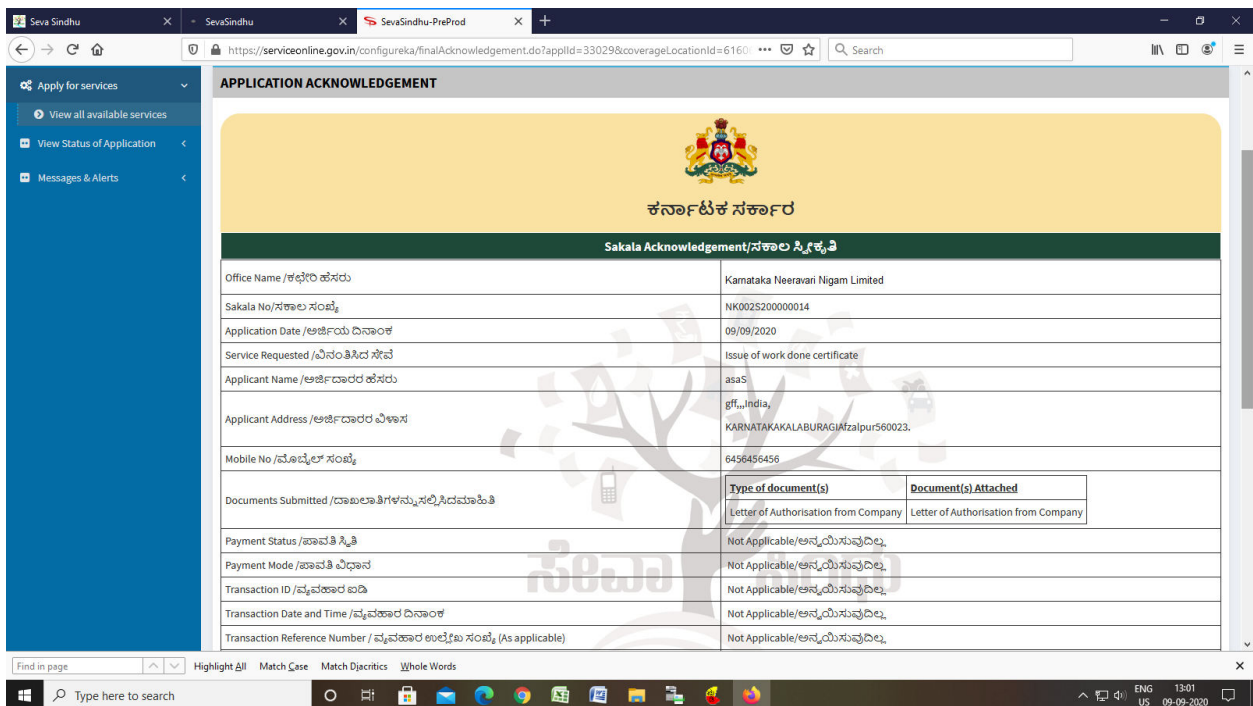 Seva Sindhu
SevaSindhu
SevaSindhu-PreProd
https://serviceonline.gov.in/configureka/finalAcknowledgement.do?applId=33029&coverageLocationId=6160
Search
Apply for services
View all available services
View Status of Application
Messages & Alerts
APPLICATION ACKNOWLEDGEMENT
ಕರ್ನಾಟಕ ಸರ್ಕಾರ
Sakala Acknowledgement/ಸಕಾಲ ಸ್ವೀಕೃತಿ
Office Name /ಕಛೇರಿ ಹೆಸರು Karnataka Neeravari Nigam Limited
Sakala No/ಸಕಾಲ ಸಂಖ್ಯೆ NK002S200000014
Application Date /ಅರ್ಜಿಯ ದಿನಾಂಕ 09/09/2020
Service Requested /ವಿನಂತಿಸಿದ ಸೇವೆ Issue of work done certificate
Applicant Name /ಅರ್ಜಿದಾರರ ಹೆಸರು asaS
Applicant Address /ಅರ್ಜಿದಾರರ ವಿಳಾಸ gff,,,India,
KARNATAKAKALABURAGIAfzalpur560023.
Mobile No /ಮೊಬೈಲ್ ಸಂಖ್ಯೆ 6456456456
Documents Submitted /ದಾಖಲಾತಿಗಳನ್ನು ಸಲ್ಲಿಸಿದಮಾಹಿತಿ
Type of document(s) Document(s) Attached
Letter of Authorisation from Company Letter of Authorisation from Company
Payment Status /ಪಾವತಿ ಸ್ಥಿತಿ Not Applicable/ಅನ್ವಯಿಸುವುದಿಲ್ಲ
Payment Mode /ಪಾವತಿ ವಿಧಾನ Not Applicable/ಅನ್ವಯಿಸುವುದಿಲ್ಲ
Transaction ID /ವ್ಯವಹಾರ ಐಡಿ Not Applicable/ಅನ್ವಯಿಸುವುದಿಲ್ಲ
Transaction Date and Time /ವ್ಯವಹಾರ ದಿನಾಂಕ Not Applicable/ಅನ್ವಯಿಸುವುದಿಲ್ಲ
Transaction Reference Number / ವ್ಯವಹಾರ ಉಲ್ಲೇಖ ಸಂಖ್ಯೆ (As applicable) Not Applicable/ಅನ್ವಯಿಸುವುದಿಲ್ಲ
ಸೇವಾ ಸಿಂಧು
Find in page Highlight All Match Case Match Diacritics Whole Words
Type here to search
ENG 13:01
US 09-09-2020